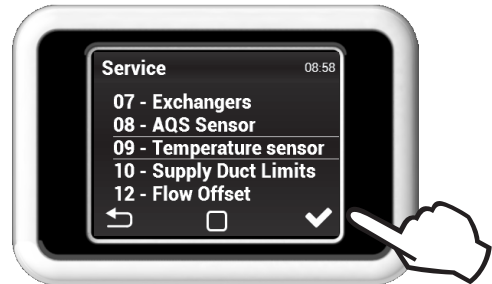 Service 08:58
07 - Exchangers
08 - AQS Sensor
09 - Temperature sensor
10 - Supply Duct Limits
12 - Flow Offset